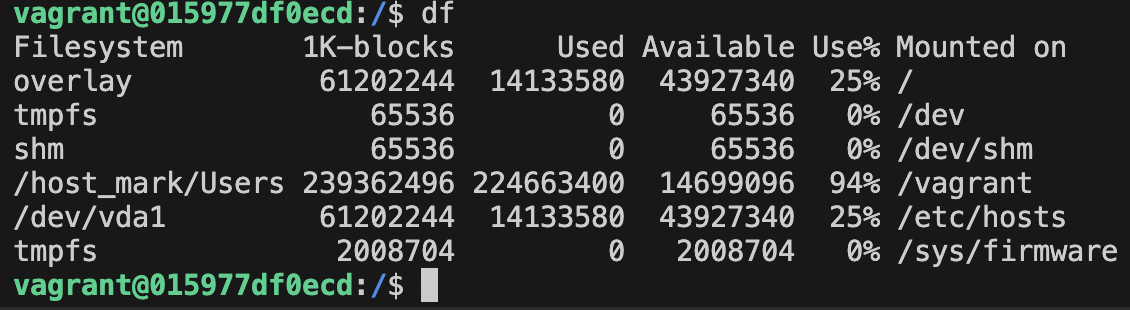 vagrant@015977df0ecd:/$ df
Filesystem       1K-blocks      Used Available Use% Mounted on
overlay           61202244  14133580  43927340  25% /
tmpfs                65536         0     65536   0% /dev
shm                  65536         0     65536   0% /dev/shm
/host_mark/Users 239362496 224663400  14699096  94% /vagrant
/dev/vda1         61202244  14133580  43927340  25% /etc/hosts
tmpfs              2008704         0   2008704   0% /sys/firmware
vagrant@015977df0ecd:/$